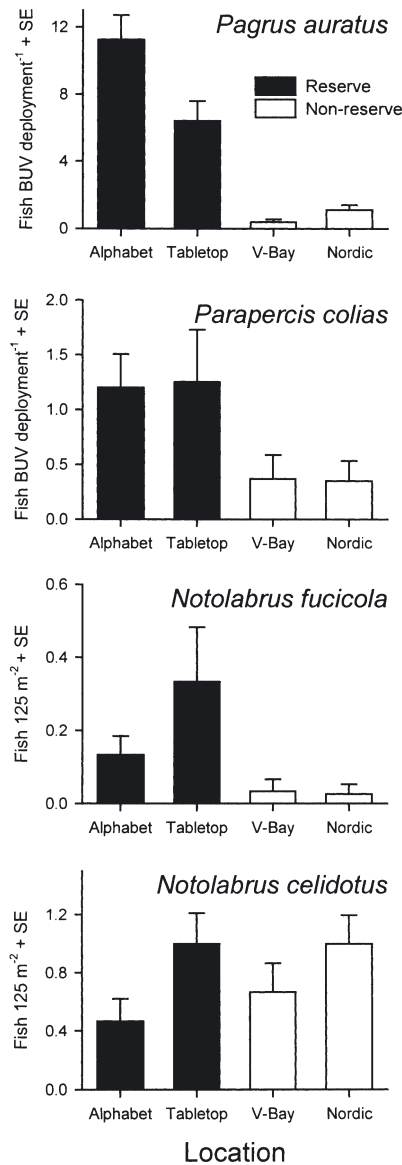 Pagrus auratus
Fish BUV deployment⁻¹ + SE
12
8
4
0
Reserve
Non-reserve
Alphabet Tabletop V-Bay Nordic
Parapercis colias
Fish BUV deployment⁻¹ + SE
2.0
1.5
1.0
0.5
0.0
Alphabet Tabletop V-Bay Nordic
Notolabrus fucicola
Fish 125 m⁻² + SE
0.6
0.4
0.2
0.0
Alphabet Tabletop V-Bay Nordic
Notolabrus celidotus
Fish 125 m⁻² + SE
1.2
0.8
0.4
0.0
Alphabet Tabletop V-Bay Nordic
Location